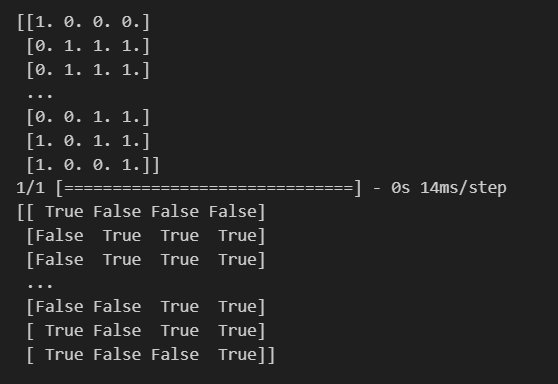 [[1. 0. 0. 0.]
 [0. 1. 1. 1.]
 [0. 1. 1. 1.]
 ...
 [0. 0. 1. 1.]
 [1. 0. 1. 1.]
 [1. 0. 0. 1.]]
1/1 [==============================] - 0s 14ms/step
[[ True False False False]
 [False  True  True  True]
 [False  True  True  True]
 ...
 [False False  True  True]
 [ True False  True  True]
 [ True False False  True]]